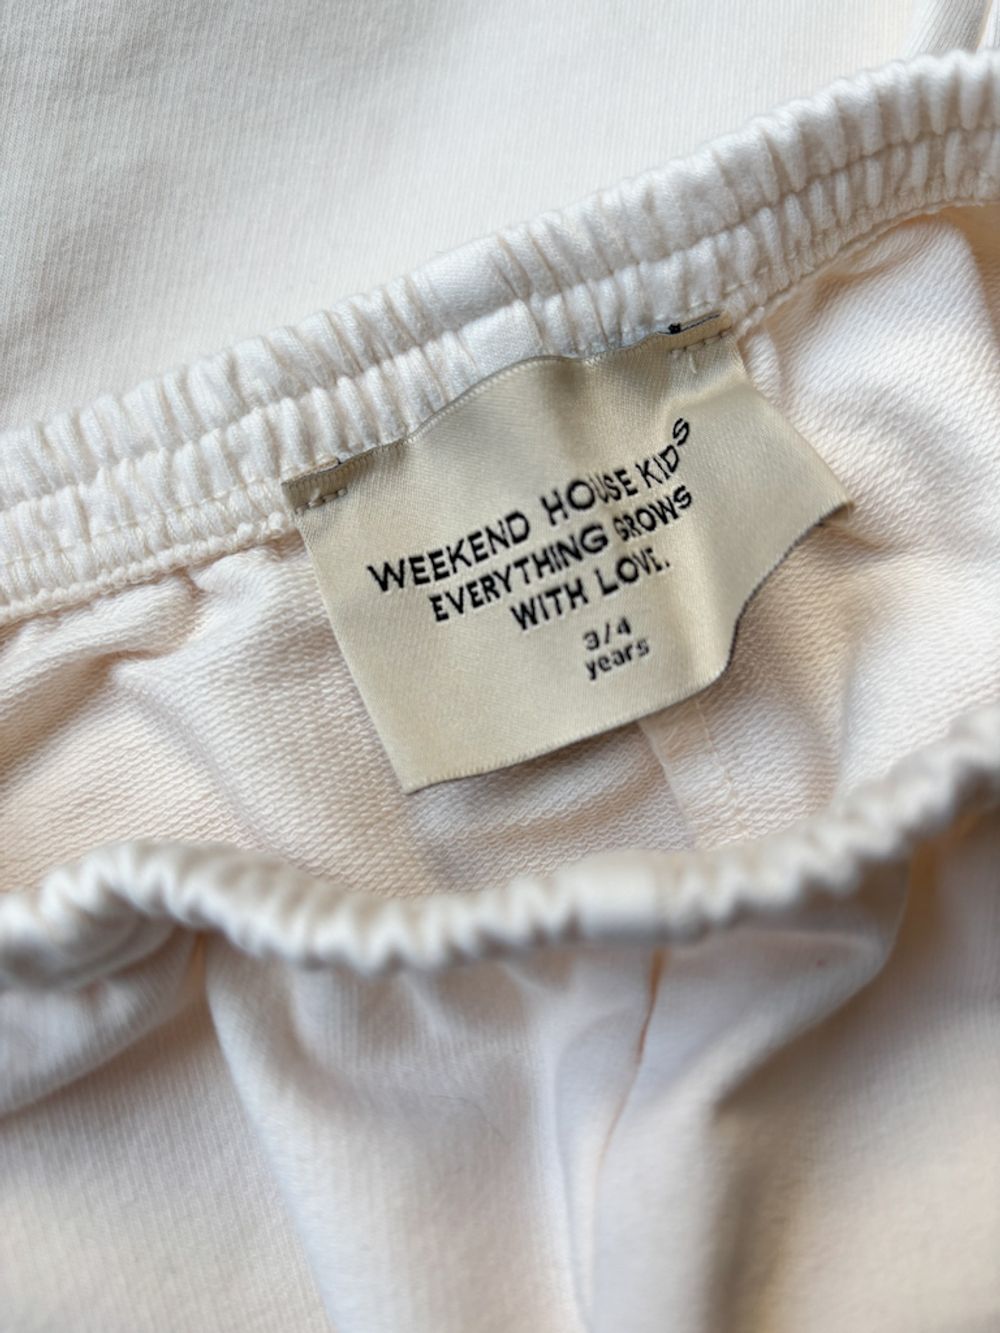 WEEKEND HOUSE KIDS
EVERYTHING GROWS
WITH LOVE.
3/4
years